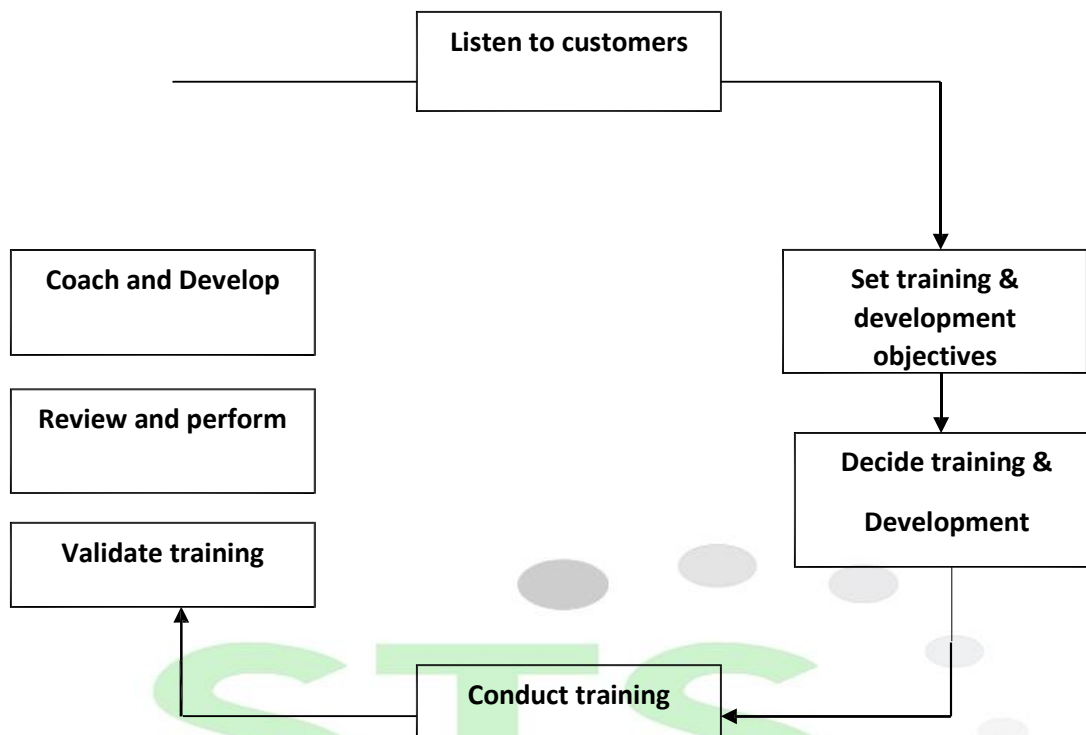 Listen to customers
Coach and Develop
Set training &
development
objectives
Review and perform
Decide training &
Development
Validate training
Conduct training
STS